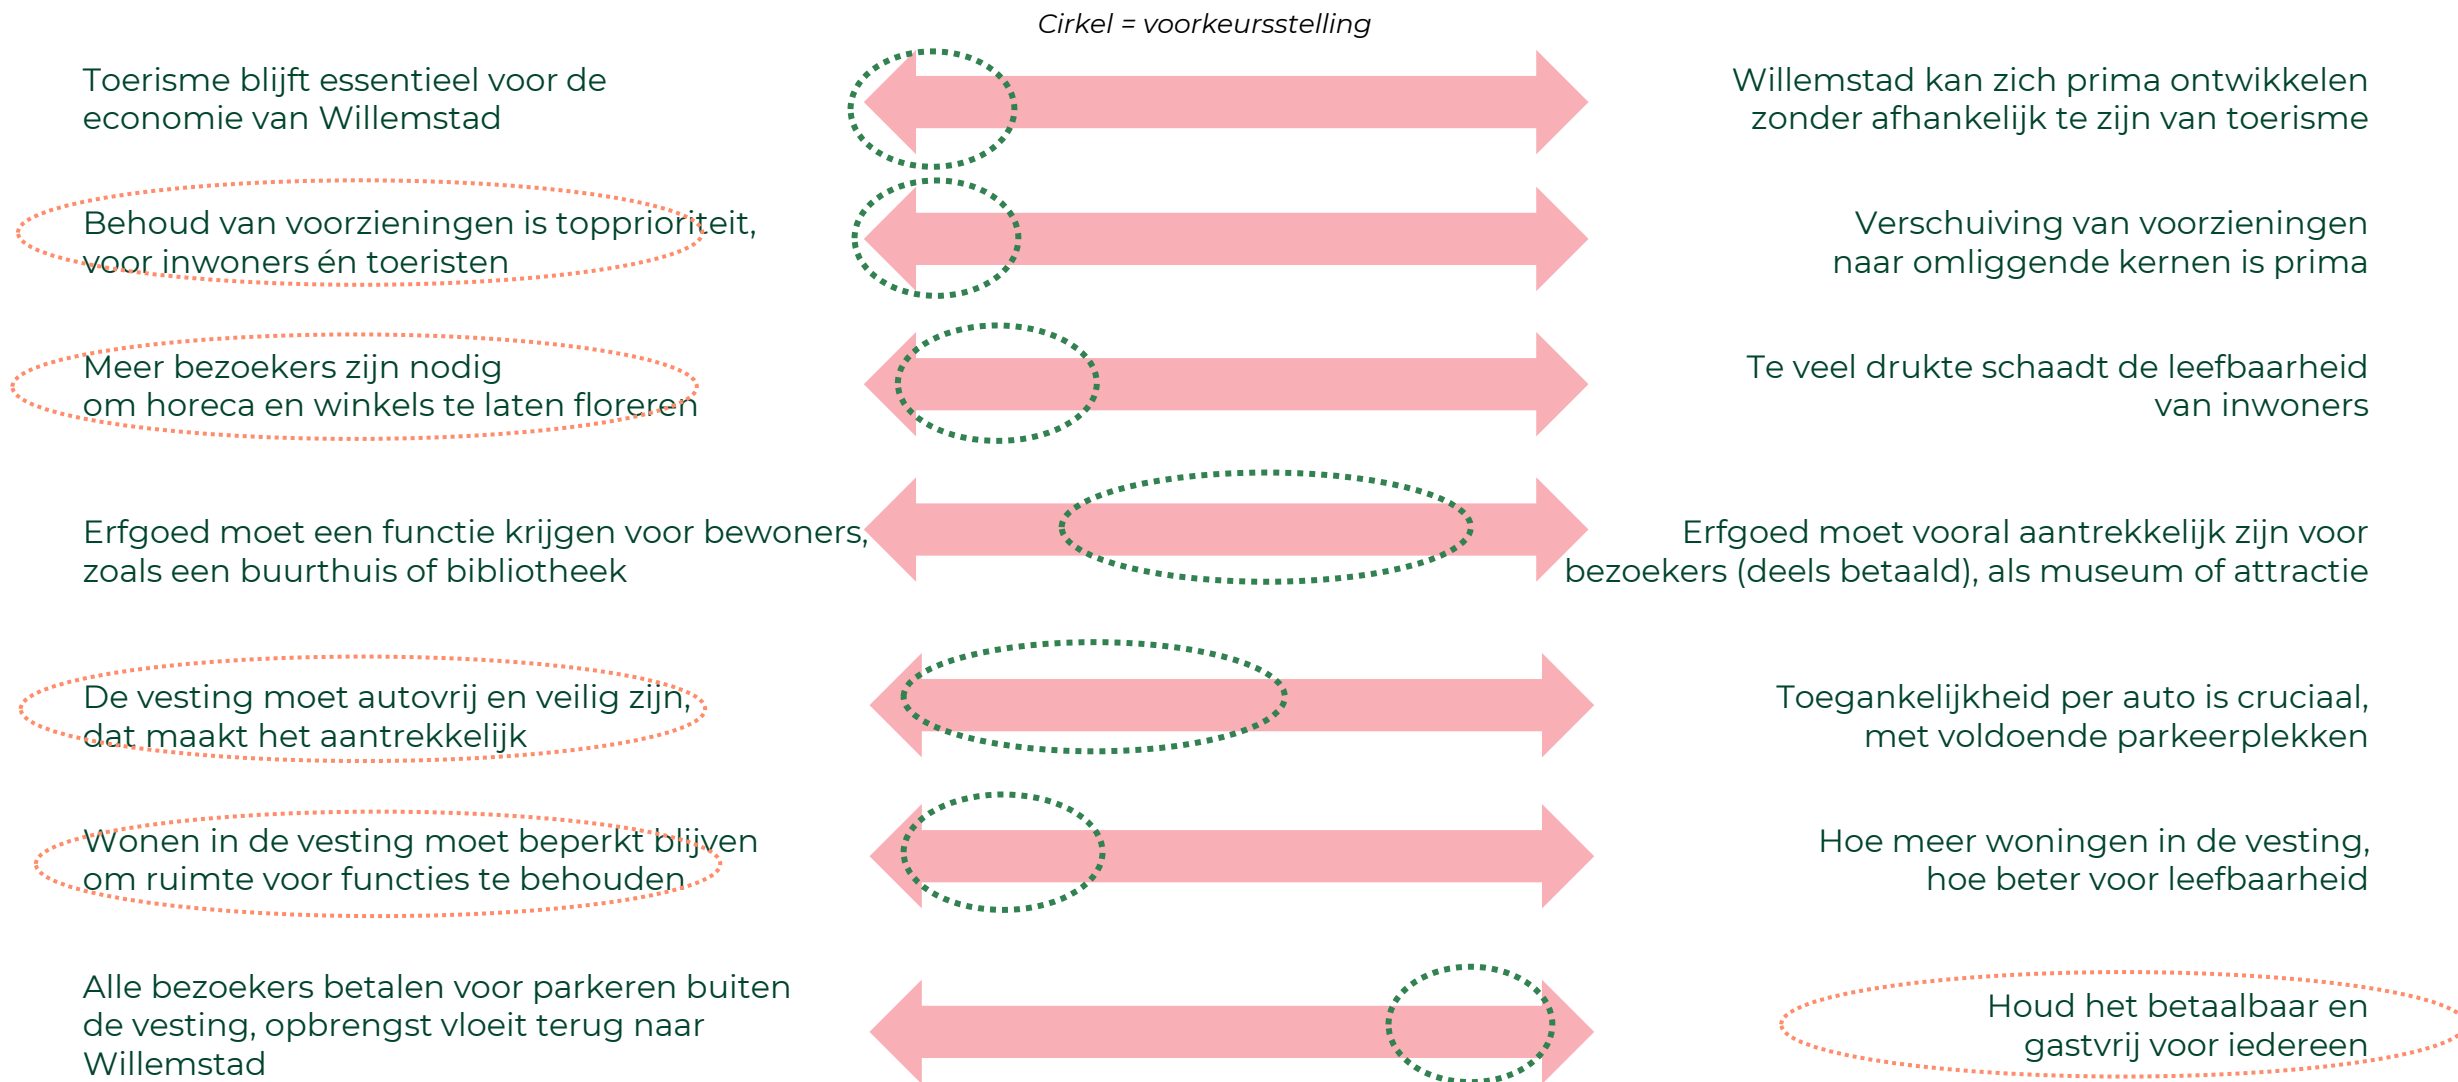 Cirkel = voorkeursstelling
Toerisme blijft essentieel voor de
economie van Willemstad
Willemstad kan zich prima ontwikkelen
zonder afhankelijk te zijn van toerisme
Behoud van voorzieningen is topprioriteit,
voor inwoners én toeristen
Verschuiving van voorzieningen
naar omliggende kernen is prima
Meer bezoekers zijn nodig
om horeca en winkels te laten floreren
Te veel drukte schaadt de leefbaarheid
van inwoners
Erfgoed moet een functie krijgen voor bewoners,
zoals een buurthuis of bibliotheek
Erfgoed moet vooral aantrekkelijk zijn voor
bezoekers (deels betaald), als museum of attractie
De vesting moet autovrij en veilig zijn,
dat maakt het aantrekkelijk
Toegankelijkheid per auto is cruciaal,
met voldoende parkeerplekken
Wonen in de vesting moet beperkt blijven
om ruimte voor functies te behouden
Hoe meer woningen in de vesting,
hoe beter voor leefbaarheid
Alle bezoekers betalen voor parkeren buiten
de vesting, opbrengst vloeit terug naar
Willemstad
Houd het betaalbaar en
gastvrij voor iedereen